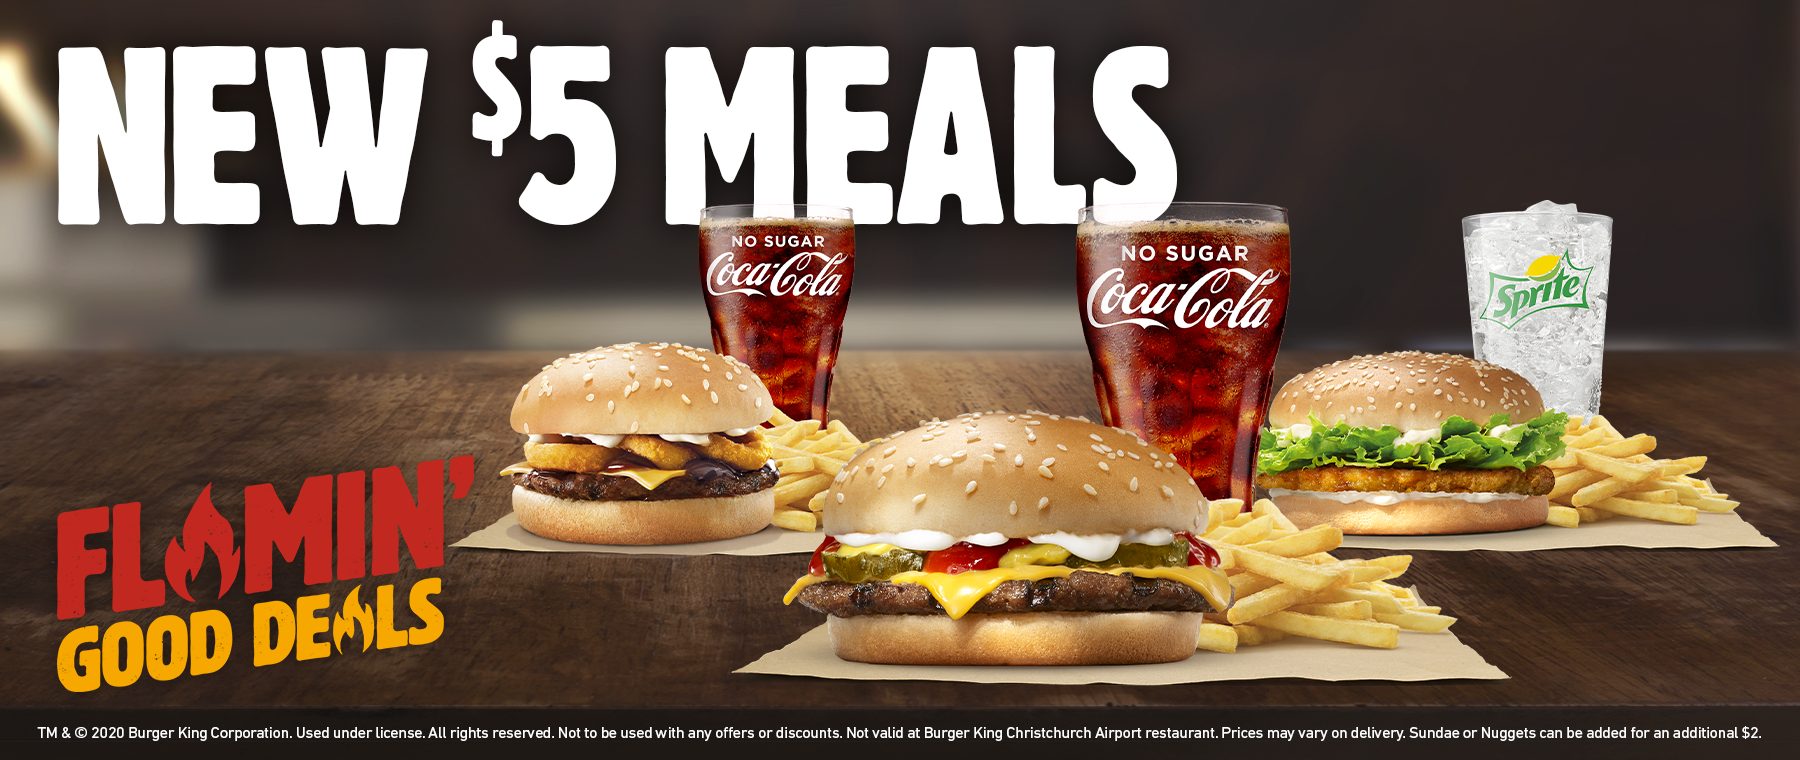 NEW $5 MEALS
NO SUGAR
Coca-Cola
NO SUGAR
Coca-Cola
Sprite
FLAMIN'
GOOD DEALS
TM & © 2020 Burger King Corporation. Used under license. All rights reserved. Not to be used with any offers or discounts. Not valid at Burger King Christchurch Airport restaurant. Prices may vary on delivery. Sundae or Nuggets can be added for an additional $2.